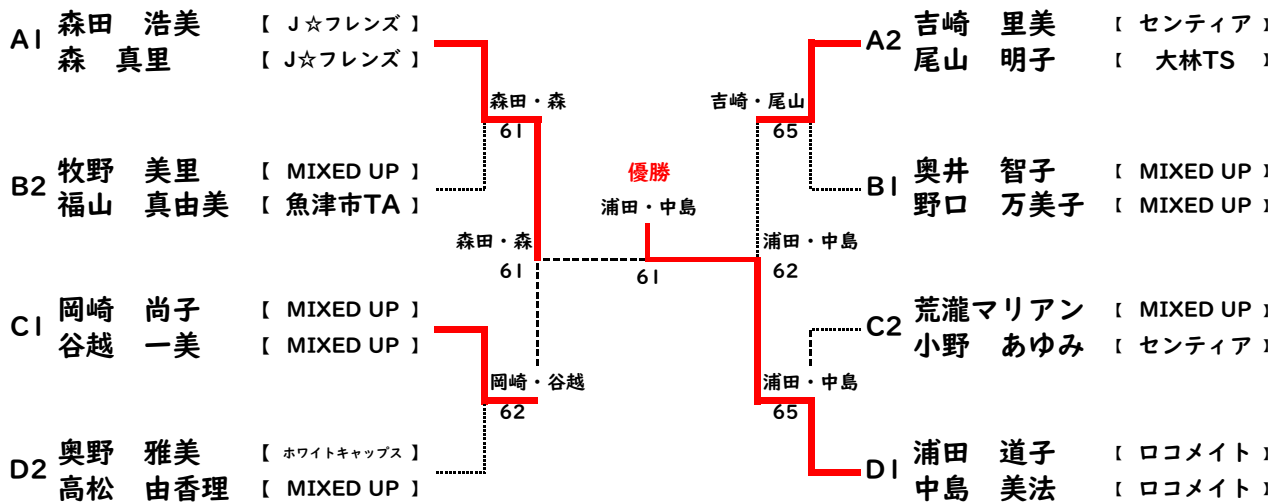 A1 森田 浩美 【 J☆フレンズ 】
森 真里 【 J☆フレンズ 】
森田・森
61
B2 牧野 美里 【 MIXED UP 】
福山 真由美 【 魚津市TA 】
森田・森
61
C1 岡崎 尚子 【 MIXED UP 】
谷越 一美 【 MIXED UP 】
岡崎・谷越
62
D2 奥野 雅美 【 ホワイトキャップス 】
高松 由香理 【 MIXED UP 】
優勝
浦田・中島
61
A2 吉崎 里美 【 センティア 】
尾山 明子 【 大林TS 】
吉崎・尾山
65
B1 奥井 智子 【 MIXED UP 】
野口 万美子 【 MIXED UP 】
浦田・中島
62
C2 荒瀧マリアン 【 MIXED UP 】
小野 あゆみ 【 センティア 】
浦田・中島
65
D1 浦田 道子 【 ロコメイト 】
中島 美法 【 ロコメイト 】